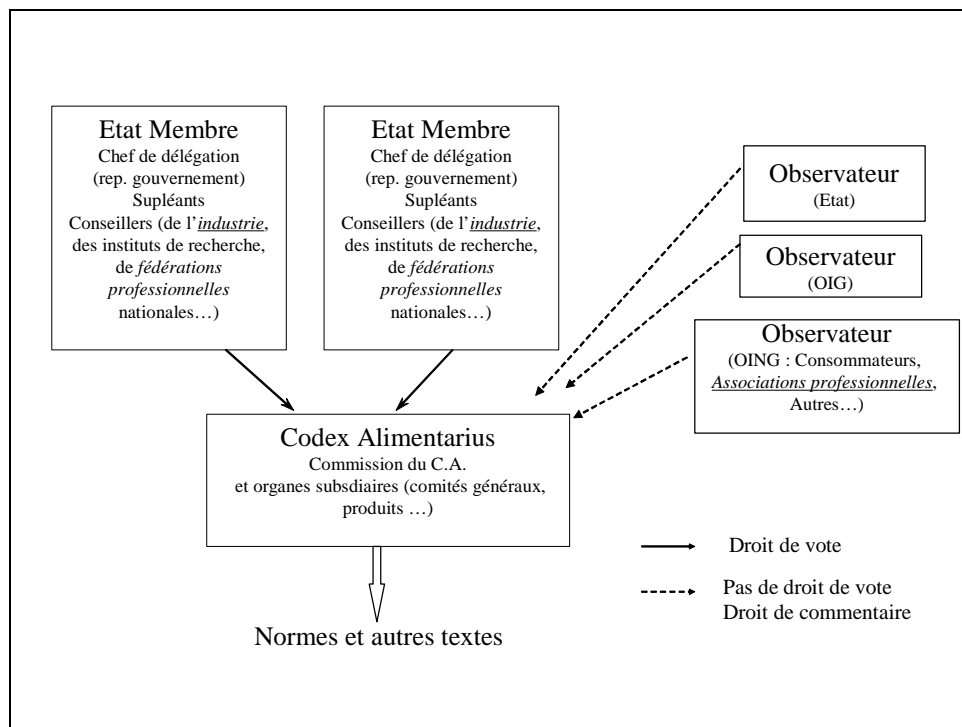 Etat Membre
Chef de délégation
(rep. gouvernement)
Supléants
Conseillers (de l'industrie,
des instituts de recherche,
de fédérations
professionnelles
nationales…)
Etat Membre
Chef de délégation
(rep. gouvernement)
Supléants
Conseillers (de l'industrie,
des instituts de recherche,
de fédérations
professionnelles
nationales…)
Observateur
(Etat)
Observateur
(OIG)
Observateur
(OING : Consommateurs,
Associations professionnelles,
Autres…)
Codex Alimentarius
Commission du C.A.
et organes subsdiaires (comités généraux,
produits …)
Droit de vote
Pas de droit de vote
Droit de commentaire
Normes et autres textes